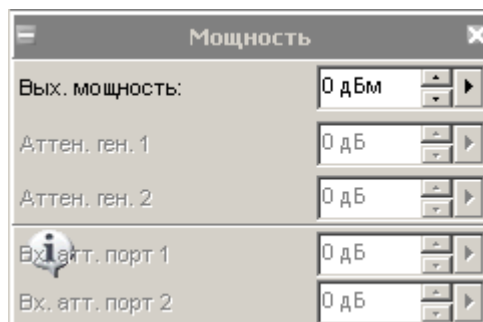 Мощность
Вых. мощность:
0 дБм
Аттен. ген. 1
0 дБ
Аттен. ген. 2
0 дБ
Вх. атт. порт 1
0 дБ
Вх. атт. порт 2
0 дБ